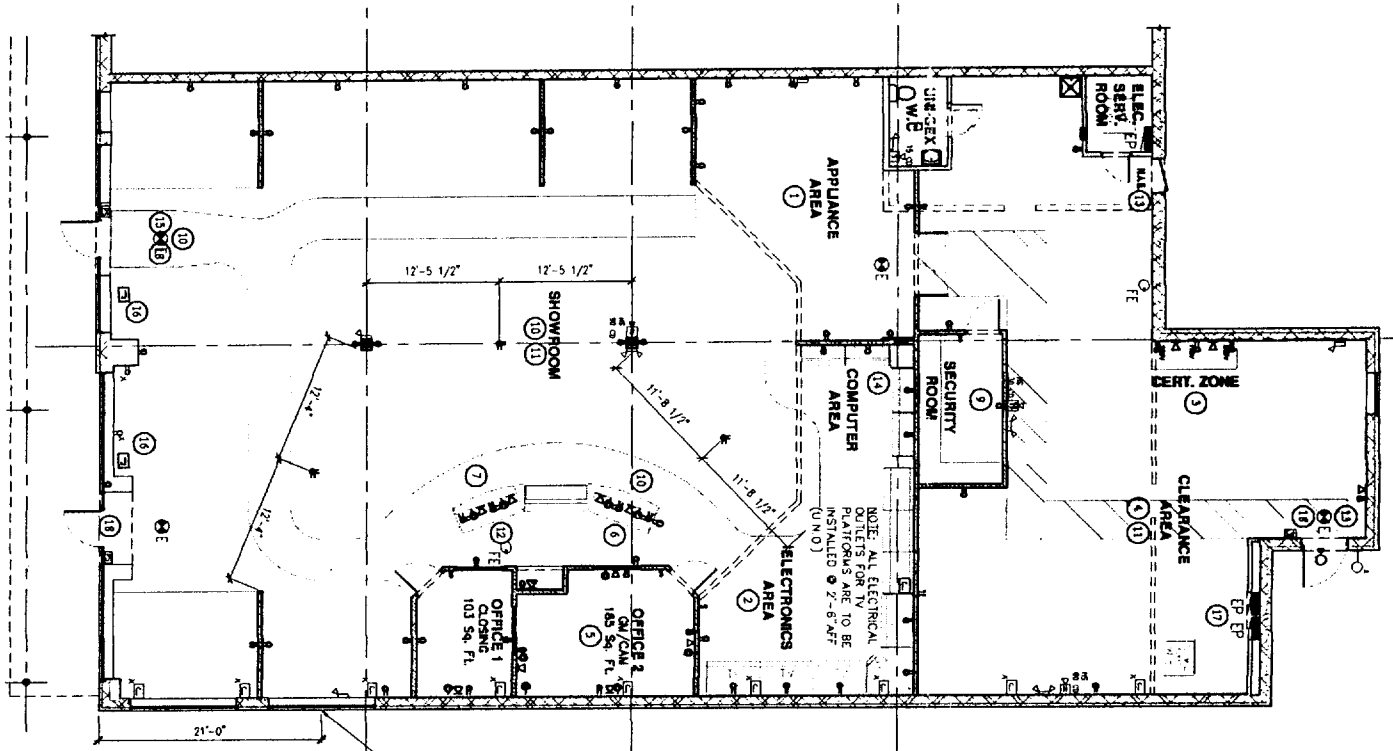 UNI-SEX
W.C
ELEC.
SERV.
ROOM
EP
13
APPLIANCE
AREA
1
15
10
18
E
FE
12'-5 1/2"
12'-5 1/2"
16
SHOWROOM
10
11
12'-4"
11'-8 1/2"
COMPUTER
AREA
14
SECURITY
ROOM
9
CERT. ZONE
3
16
7
10
11'-8 1/2"
CLEARANCE
AREA
4
11
18
E
13
12'-4"
18
E
12
FE
6
NOTE: ALL ELECTRICAL
OUTLETS FOR TV
PLATFORMS ARE TO BE
INSTALLED @ 2'-6" AFF
(U.N.O)
ELECTRONICS
AREA
2
OFFICE 1
CLOSING
103 Sq. Ft.
OFFICE 2
GM/CAM
185 Sq. Ft.
5
EP EP
17
21'-0"